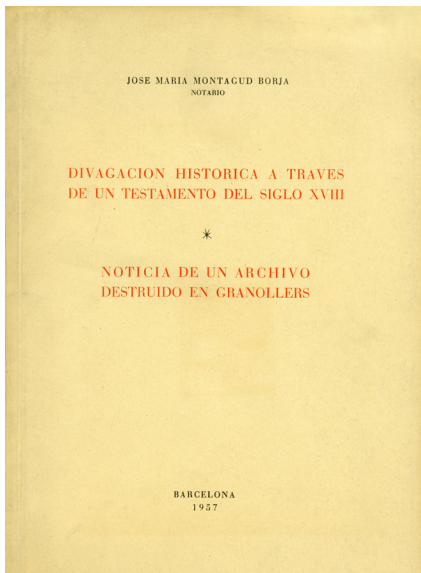 JOSE MARIA MONTAGUD BORJA
NOTARIO
DIVAGACION HISTORICA A TRAVES
DE UN TESTAMENTO DEL SIGLO XVIII
*
NOTICIA DE UN ARCHIVO
DESTRUIDO EN GRANOLLERS
BARCELONA
1957